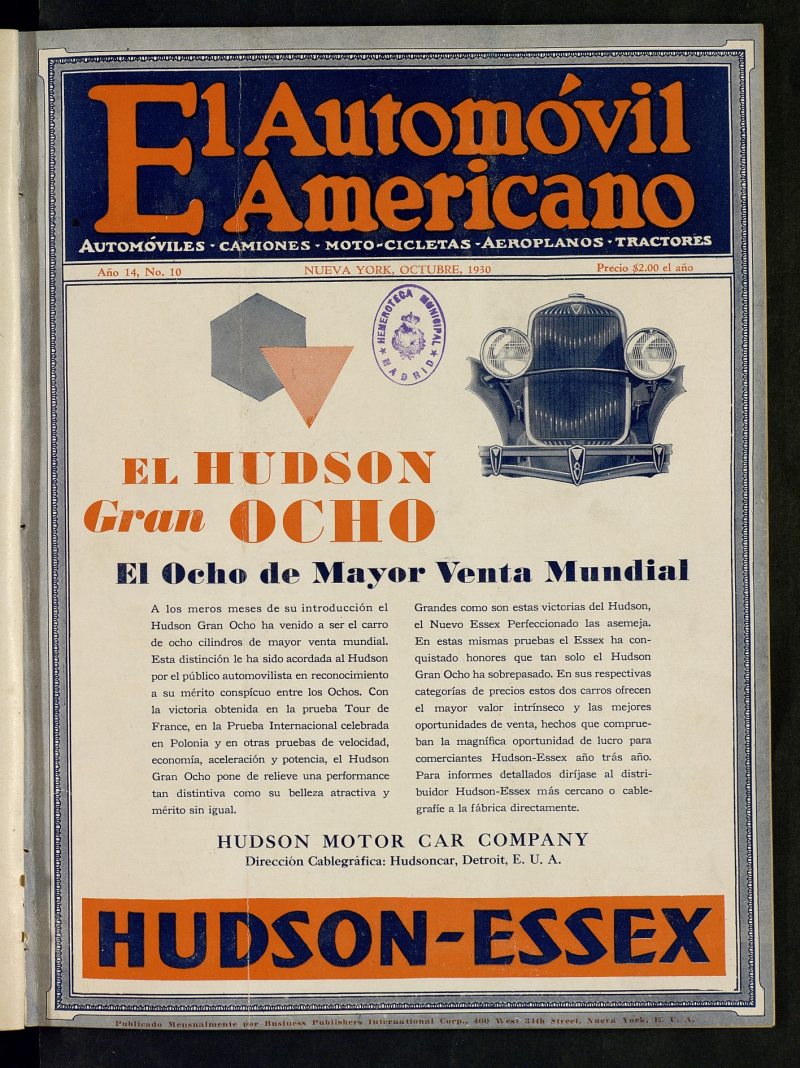 El Automóvil
Americano
AUTOMÓVILES · CAMIONES · MOTO-CICLETAS · AEROPLANOS · TRACTORES
Año 14, No. 10
NUEVA YORK, OCTUBRE, 1930
Precio $2.00 el año
HEMEROTECA MUNICIPAL
★ MADRID ★
EL HUDSON
Gran OCHO
El Ocho de Mayor Venta Mundial
A los meros meses de su introducción el
Hudson Gran Ocho ha venido a ser el carro
de ocho cilindros de mayor venta mundial.
Esta distinción le ha sido acordada al Hudson
por el público automovilista en reconocimiento
a su mérito conspícuo entre los Ochos. Con
la victoria obtenida en la prueba Tour de
France, en la Prueba Internacional celebrada
en Polonia y en otras pruebas de velocidad,
economía, aceleración y potencia, el Hudson
Gran Ocho pone de relieve una performance
tan distintiva como su belleza atractiva y
mérito sin igual.
Grandes como son estas victorias del Hudson,
el Nuevo Essex Perfeccionado las asemeja.
En estas mismas pruebas el Essex ha con-
quistado honores que tan solo el Hudson
Gran Ocho ha sobrepasado. En sus respectivas
categorías de precios estos dos carros ofrecen
el mayor valor intrínseco y las mejores
oportunidades de venta, hechos que comprue-
ban la magnífica oportunidad de lucro para
comerciantes Hudson-Essex año trás año.
Para informes detallados diríjase al distri-
buidor Hudson-Essex más cercano o cable-
grafíe a la fábrica directamente.
HUDSON MOTOR CAR COMPANY
Dirección Cablegráfica: Hudsoncar, Detroit, E. U. A.
HUDSON-ESSEX
Publicado Mensualmente por Business Publishers International Corp., 460 West 34th Street, Nueva York, E. U. A.